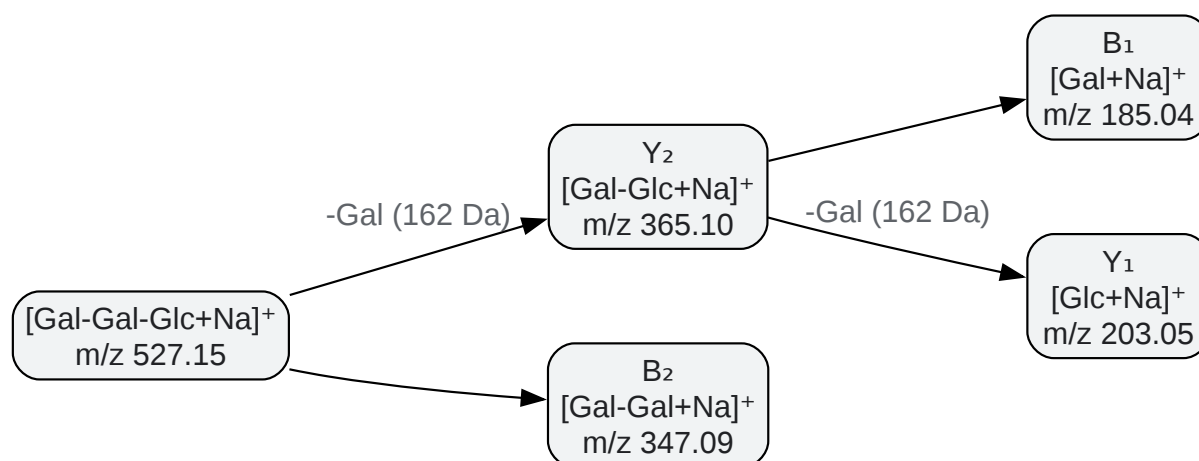 B₁
[Gal+Na]⁺
m/z 185.04
Y₂
[Gal-Glc+Na]⁺
m/z 365.10
-Gal (162 Da)
-Gal (162 Da)
Y₁
[Glc+Na]⁺
m/z 203.05
[Gal-Gal-Glc+Na]⁺
m/z 527.15
B₂
[Gal-Gal+Na]⁺
m/z 347.09